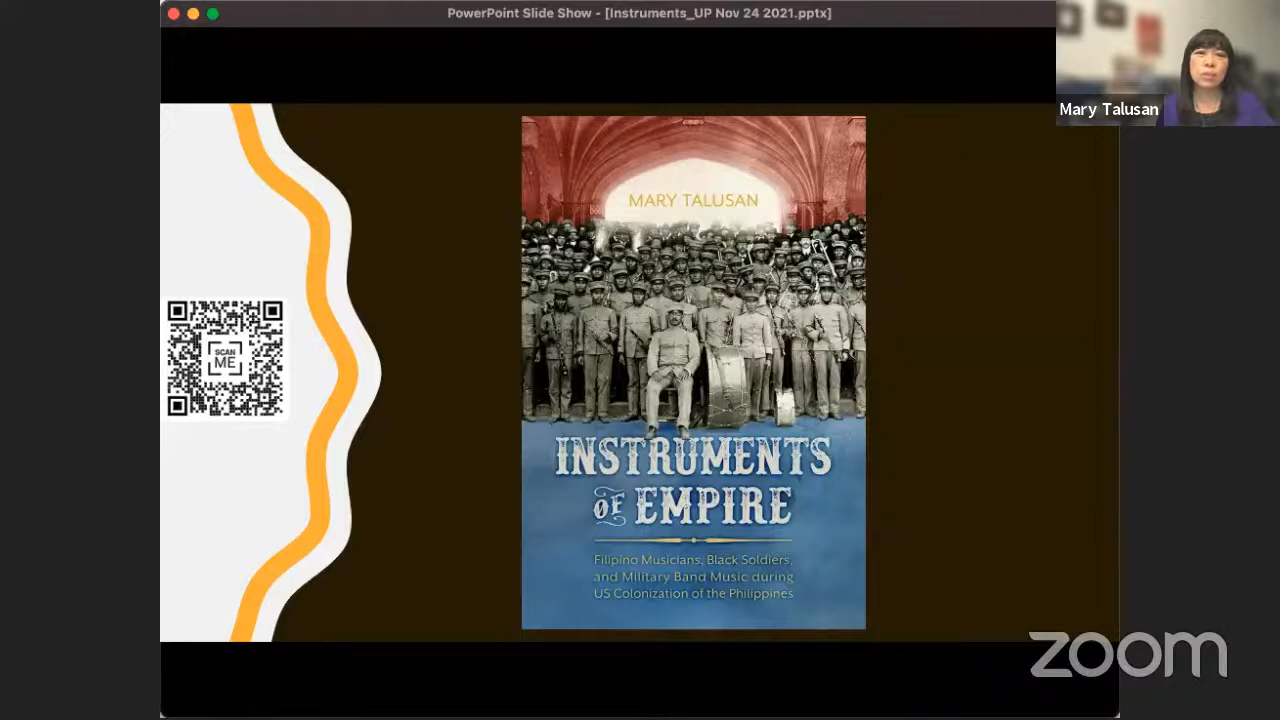 PowerPoint Slide Show - [Instruments_UP Nov 24 2021.pptx]
Mary Talusan
MARY TALUSAN
SCAN
ME
INSTRUMENTS
OF EMPIRE
Filipino Musicians, Black Soldiers,
and Military Band Music during
US Colonization of the Philippines
zoom